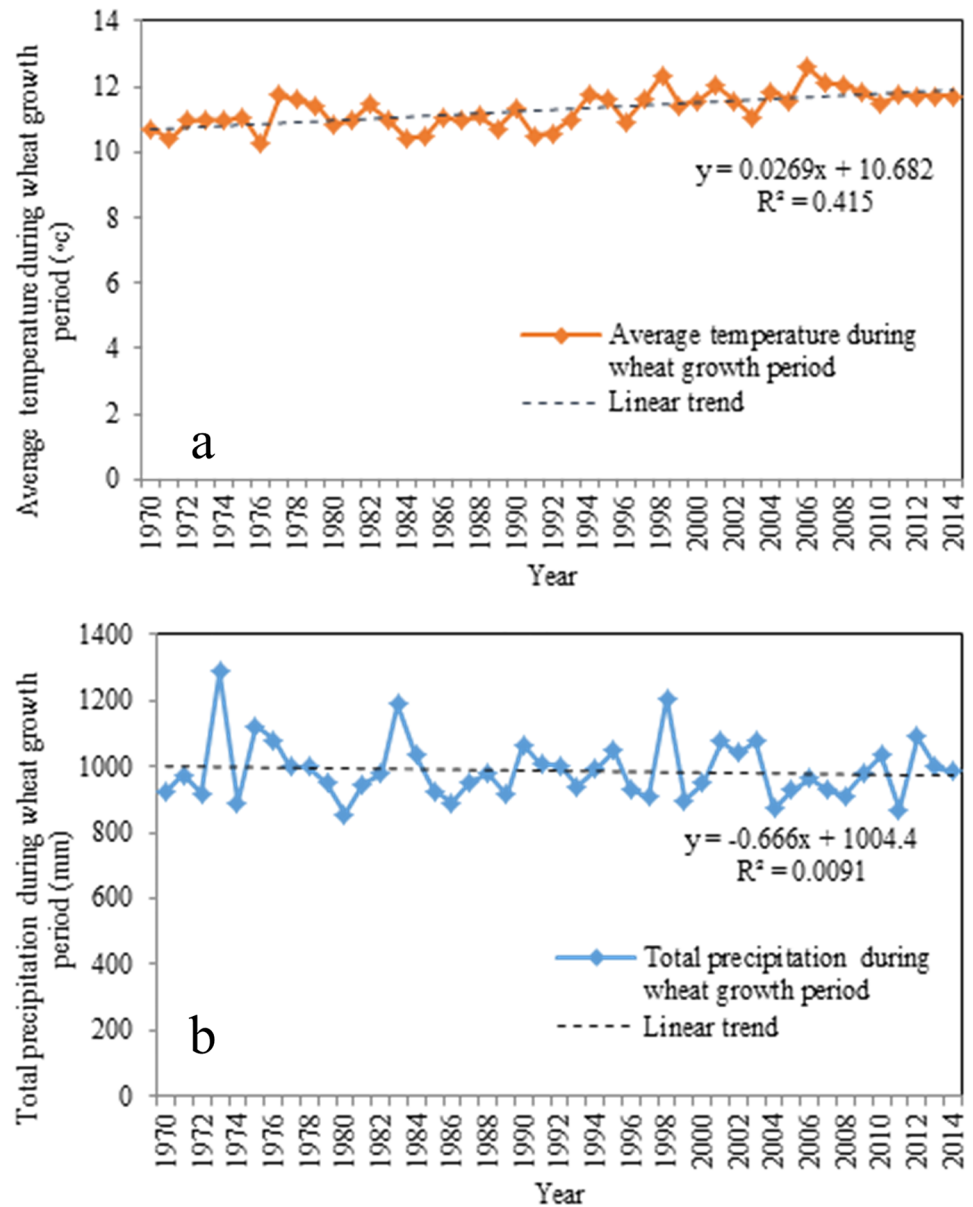 Average temperature during wheat growth
period (°C)
14
12
10
8
6
4
2
0
y = 0.0269x + 10.682
R² = 0.415
Average temperature during
wheat growth period
Linear trend
a
1970 1972 1974 1976 1978 1980 1982 1984 1986 1988 1990 1992 1994 1996 1998 2000 2002 2004 2006 2008 2010 2012 2014
Year
Total precipitation during wheat growth
period (mm)
1400
1200
1000
800
600
400
200
0
y = -0.666x + 1004.4
R² = 0.0091
Total precipitation during
wheat growth period
Linear trend
b
1970 1972 1974 1976 1978 1980 1982 1984 1986 1988 1990 1992 1994 1996 1998 2000 2002 2004 2006 2008 2010 2012 2014
Year